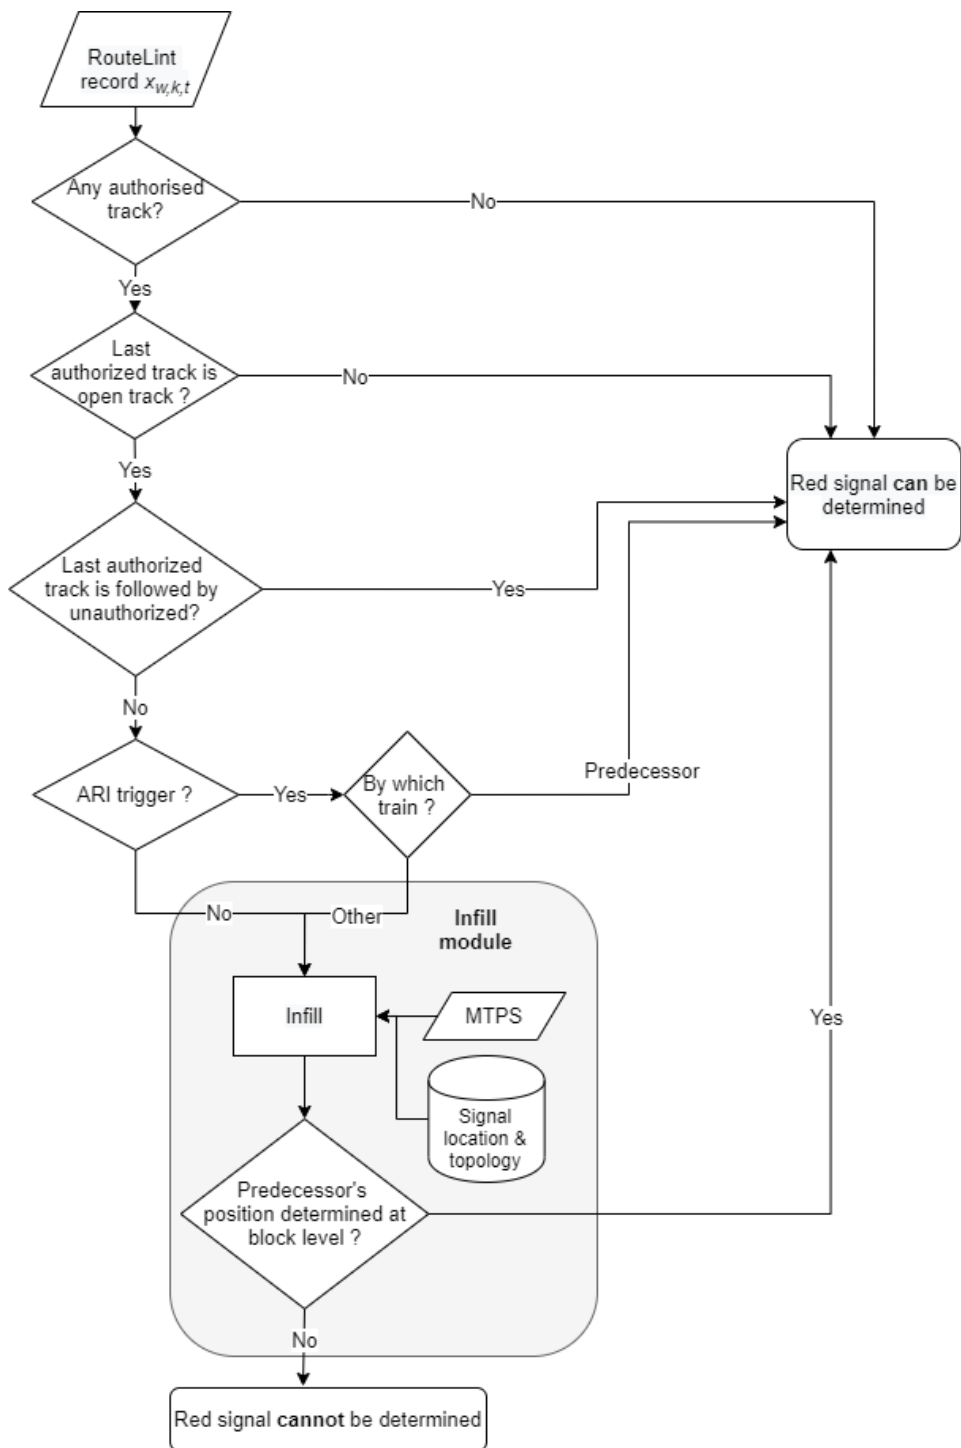 RouteLint
record x_{w,k,t}
Any authorised
track?
No
Yes
Last
authorized track is
open track ?
No
Yes
Red signal can be
determined
Last authorized
track is followed by
unauthorized?
Yes
No
ARI trigger ?
Yes
By which
train ?
Predecessor
No
Other
Infill
module
Infill
MTPS
Signal
location &
topology
Yes
Predecessor's
position determined at
block level ?
No
Red signal cannot be determined